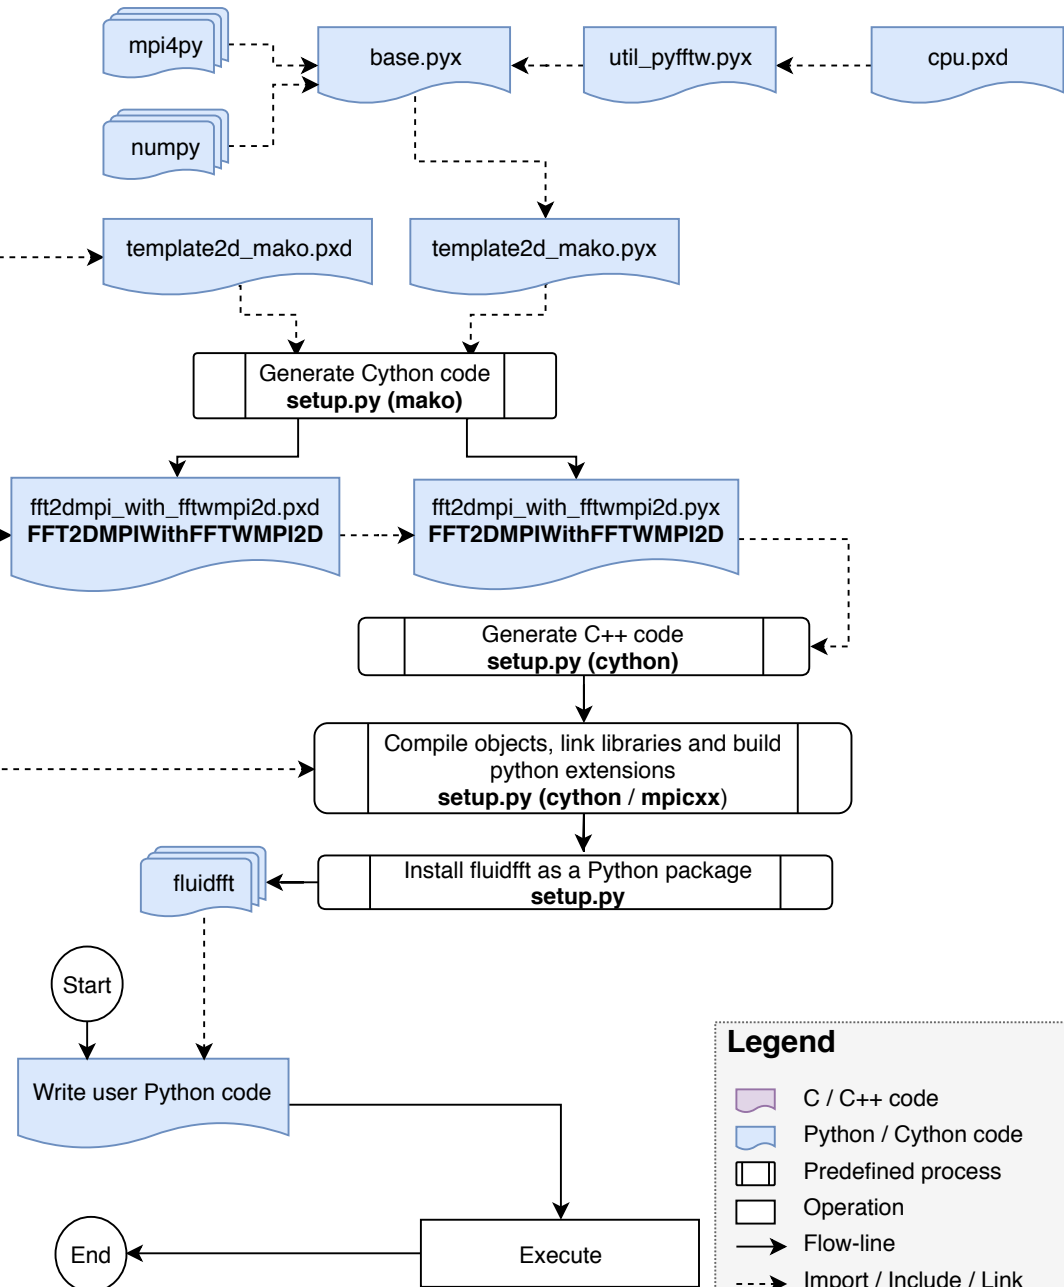 mpi4py
base.pyx
util_pyfftw.pyx
cpu.pxd
numpy
template2d_mako.pxd
template2d_mako.pyx
Generate Cython code
setup.py (mako)
fft2dmpi_with_fftwmpi2d.pxd
FFT2DMPIWithFFTWMPI2D
fft2dmpi_with_fftwmpi2d.pyx
FFT2DMPIWithFFTWMPI2D
Generate C++ code
setup.py (cython)
Compile objects, link libraries and build
python extensions
setup.py (cython / mpicxx)
Install fluidfft as a Python package
setup.py
fluidfft
Start
Write user Python code
Execute
End
Legend
C / C++ code
Python / Cython code
Predefined process
Operation
Flow-line
Import / Include / Link